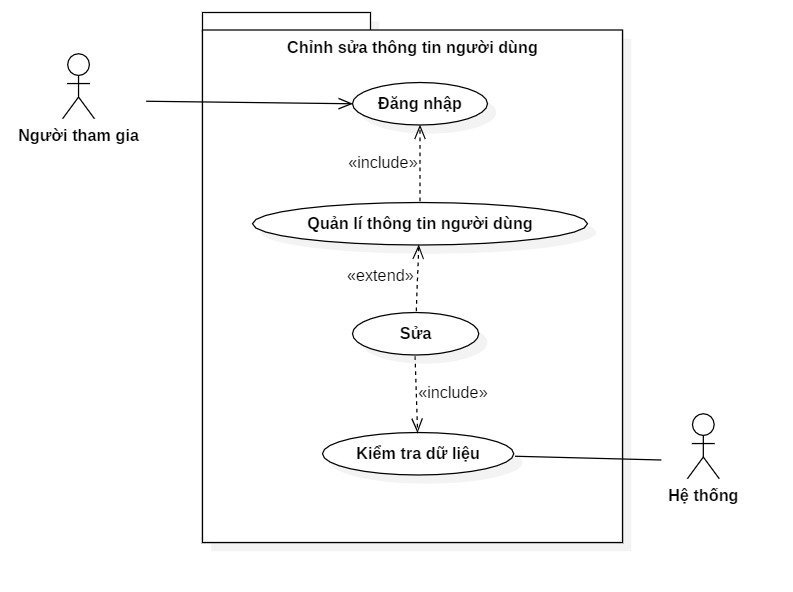 Chỉnh sửa thông tin người dùng
Đăng nhập
Người tham gia
«include»
Quản lí thông tin người dùng
«extend»
Sửa
«include»
Kiểm tra dữ liệu
Hệ thống